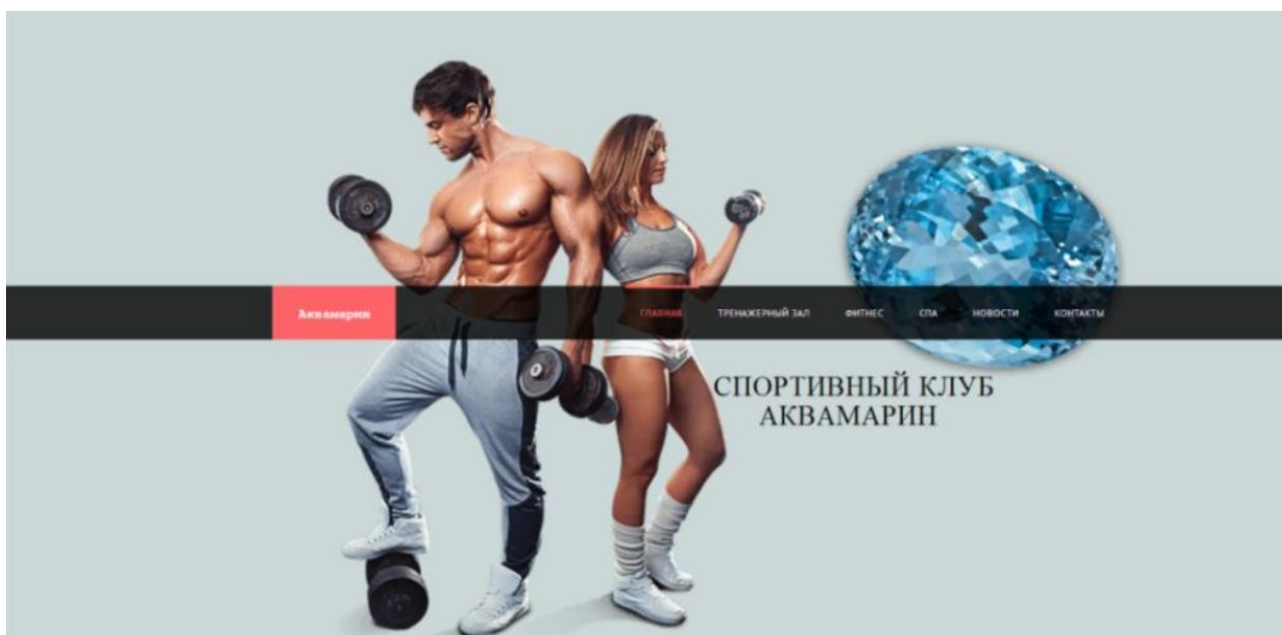 Аквамарин
ГЛАВНАЯ ТРЕНАЖЕРНЫЙ ЗАЛ ФИТНЕС СПА НОВОСТИ КОНТАКТЫ
СПОРТИВНЫЙ КЛУБ
АКВАМАРИН